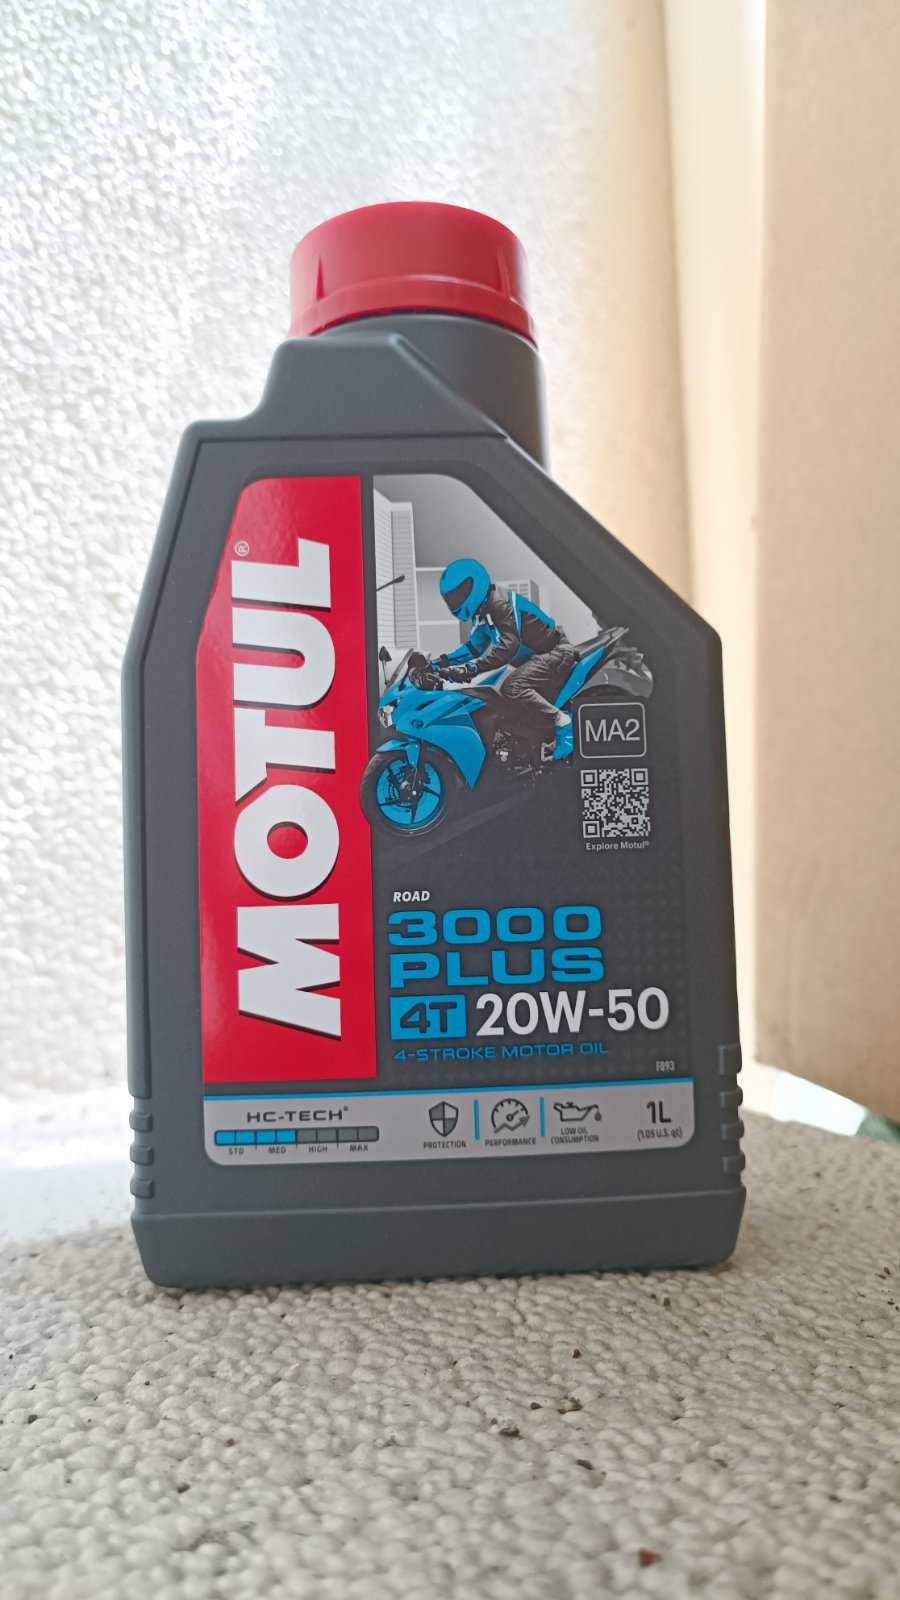 MOTUL®
MA2
Explore Motul®
ROAD
3000
PLUS
4T 20W-50
4-STROKE MOTOR OIL
F893
HC-TECH®
STD MED HIGH MAX
PROTECTION
PERFORMANCE
LOW OIL
CONSUMPTION
1L
(1.05 U.S. qt)